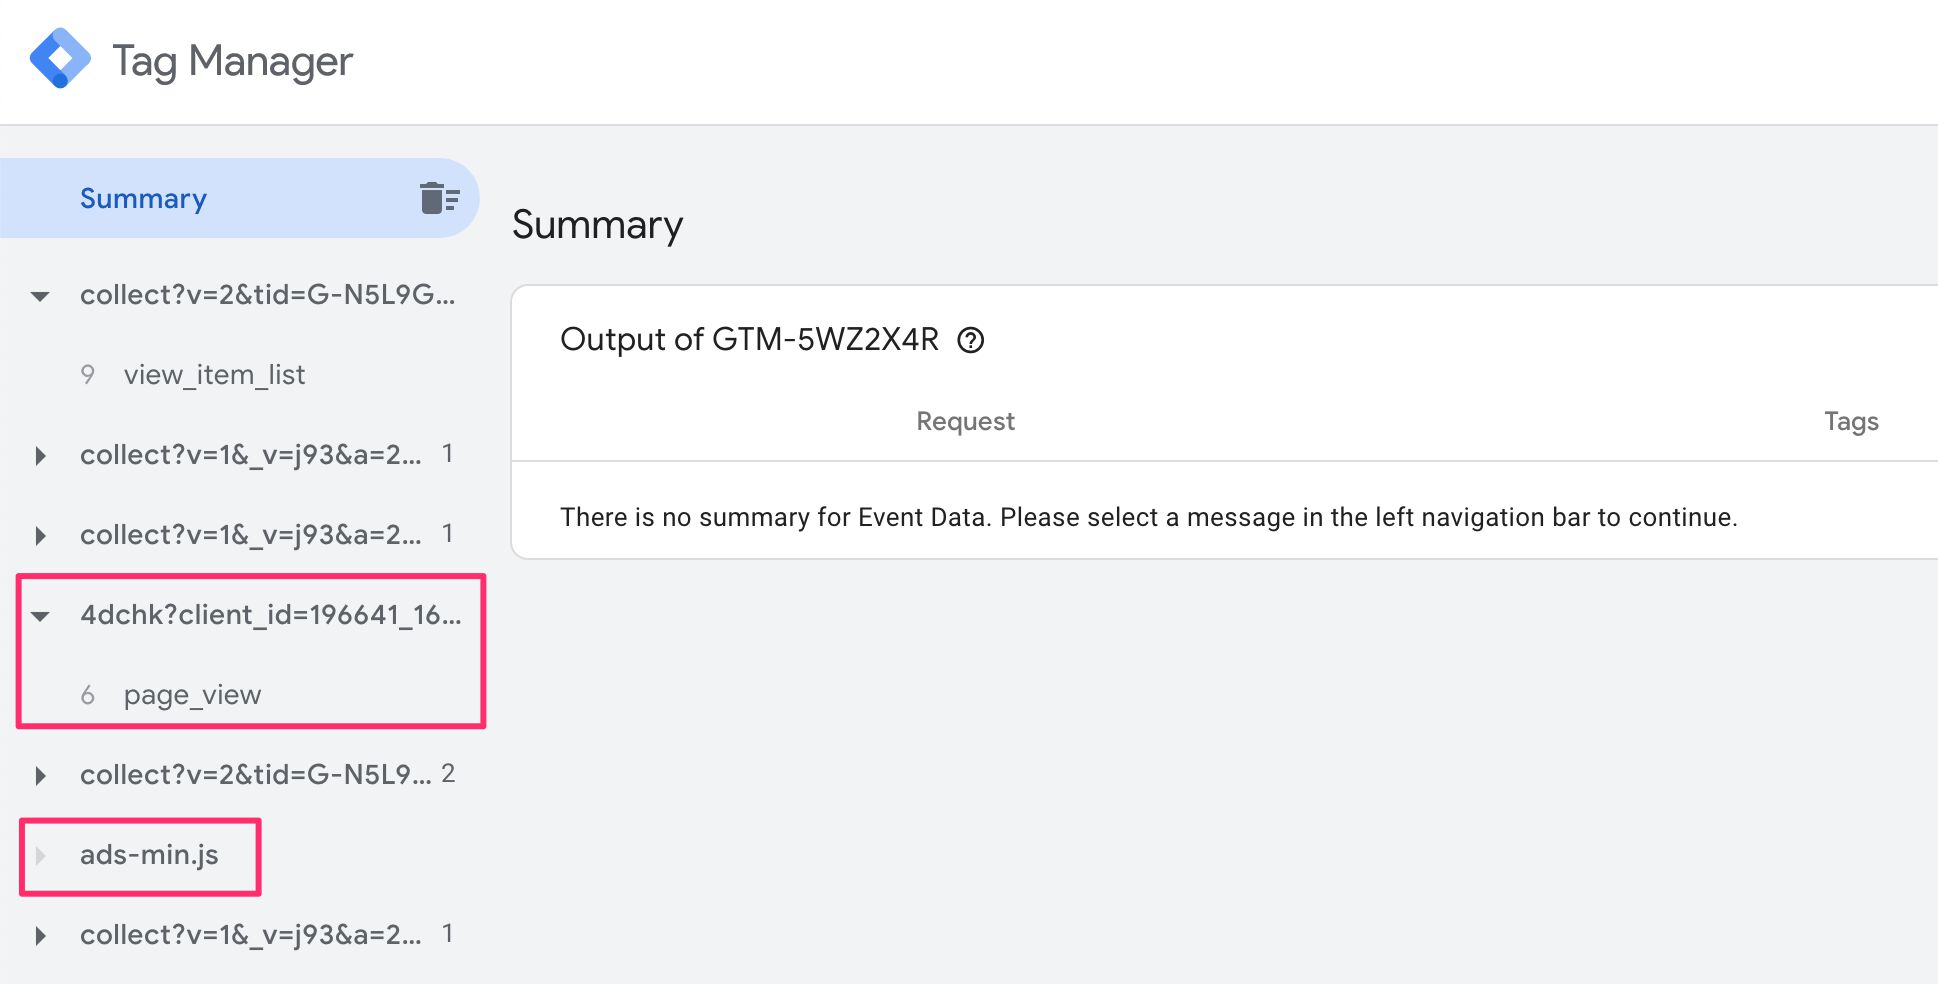 Tag Manager
Summary
collect?v=2&tid=G-N5L9G...
9 view_item_list
collect?v=1&_v=j93&a=2... 1
collect?v=1&_v=j93&a=2... 1
4dchk?client_id=196641_16...
6 page_view
collect?v=2&tid=G-N5L9... 2
ads-min.js
collect?v=1&_v=j93&a=2... 1
Summary
Output of GTM-5WZ2X4R ?
Request Tags
There is no summary for Event Data. Please select a message in the left navigation bar to continue.